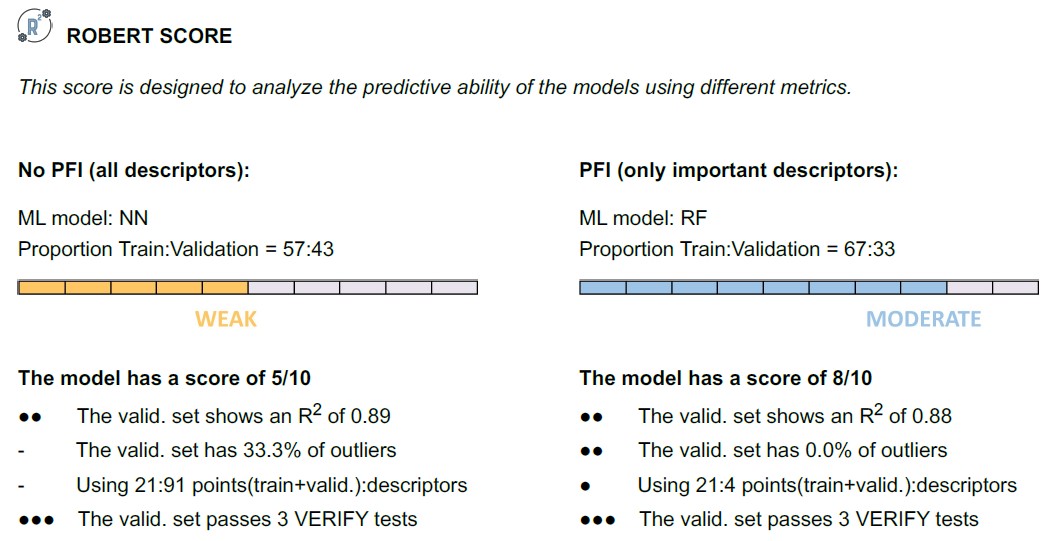 R²
ROBERT SCORE
This score is designed to analyze the predictive ability of the models using different metrics.
No PFI (all descriptors):
ML model: NN
Proportion Train:Validation = 57:43
WEAK
The model has a score of 5/10
●● The valid. set shows an R² of 0.89
- The valid. set has 33.3% of outliers
- Using 21:91 points(train+valid.):descriptors
●●● The valid. set passes 3 VERIFY tests
PFI (only important descriptors):
ML model: RF
Proportion Train:Validation = 67:33
MODERATE
The model has a score of 8/10
●● The valid. set shows an R² of 0.88
●● The valid. set has 0.0% of outliers
● Using 21:4 points(train+valid.):descriptors
●●● The valid. set passes 3 VERIFY tests